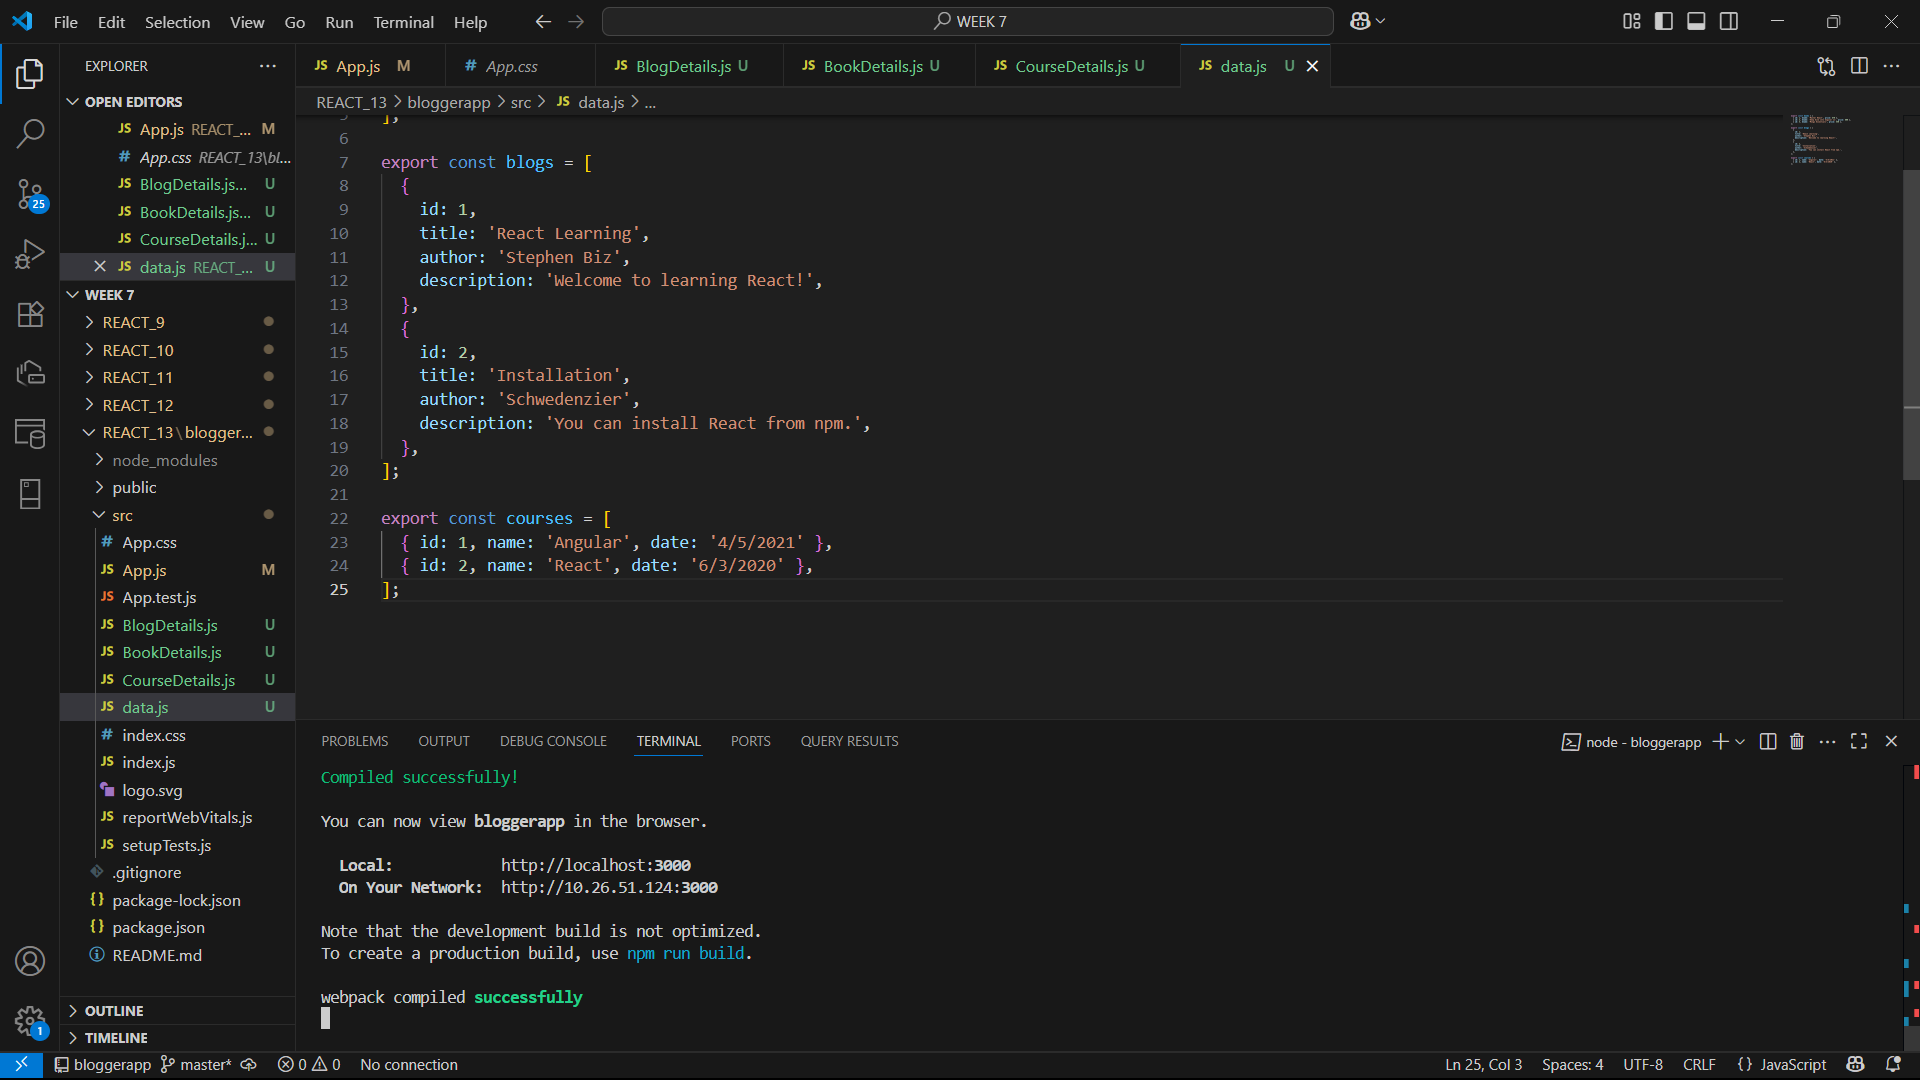 File Edit Selection View Go Run Terminal Help
WEEK 7
EXPLORER
OPEN EDITORS
JS App.js REACT_... M
# App.css REACT_13\bl...
JS BlogDetails.js... U
JS BookDetails.js... U
JS CourseDetails.j... U
JS data.js REACT_... U
WEEK 7
REACT_9
REACT_10
REACT_11
REACT_12
REACT_13\blogger...
node_modules
public
src
# App.css
JS App.js M
JS App.test.js
JS BlogDetails.js U
JS BookDetails.js U
JS CourseDetails.js U
JS data.js U
# index.css
JS index.js
logo.svg
JS reportWebVitals.js
JS setupTests.js
.gitignore
{} package-lock.json
{} package.json
README.md
OUTLINE
TIMELINE
25
1
JS App.js M # App.css JS BlogDetails.js U JS BookDetails.js U JS CourseDetails.js U JS data.js U
REACT_13 > bloggerapp > src > JS data.js > ...
5 ];
6
7 export const blogs = [
8 {
9 id: 1,
10 title: 'React Learning',
11 author: 'Stephen Biz',
12 description: 'Welcome to learning React!',
13 },
14 {
15 id: 2,
16 title: 'Installation',
17 author: 'Schwedenzier',
18 description: 'You can install React from npm.',
19 },
20 ];
21
22 export const courses = [
23 { id: 1, name: 'Angular', date: '4/5/2021' },
24 { id: 2, name: 'React', date: '6/3/2020' },
25 ];
PROBLEMS OUTPUT DEBUG CONSOLE TERMINAL PORTS QUERY RESULTS
node - bloggerapp
Compiled successfully!
You can now view bloggerapp in the browser.
Local: http://localhost:3000
On Your Network: http://10.26.51.124:3000
Note that the development build is not optimized.
To create a production build, use npm run build.
webpack compiled successfully
bloggerapp master* 0 0 No connection
Ln 25, Col 3 Spaces: 4 UTF-8 CRLF {} JavaScript